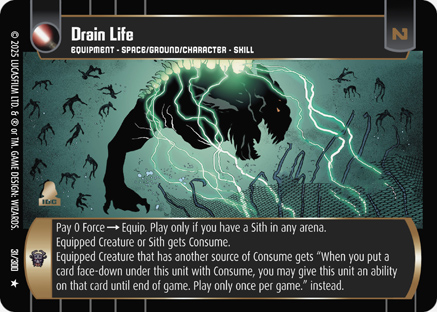 Drain Life
EQUIPMENT - SPACE/GROUND/CHARACTER - SKILL
N
© 2025 LUCASFILM LTD. & ® OR TM. GAME DESIGN: WIZARDS.
31/300
Pay 0 Force → Equip. Play only if you have a Sith in any arena.
Equipped Creature or Sith gets Consume.
Equipped Creature that has another source of Consume gets "When you put a
card face-down under this unit with Consume, you may give this unit an ability
on that card until end of game. Play only once per game." instead.